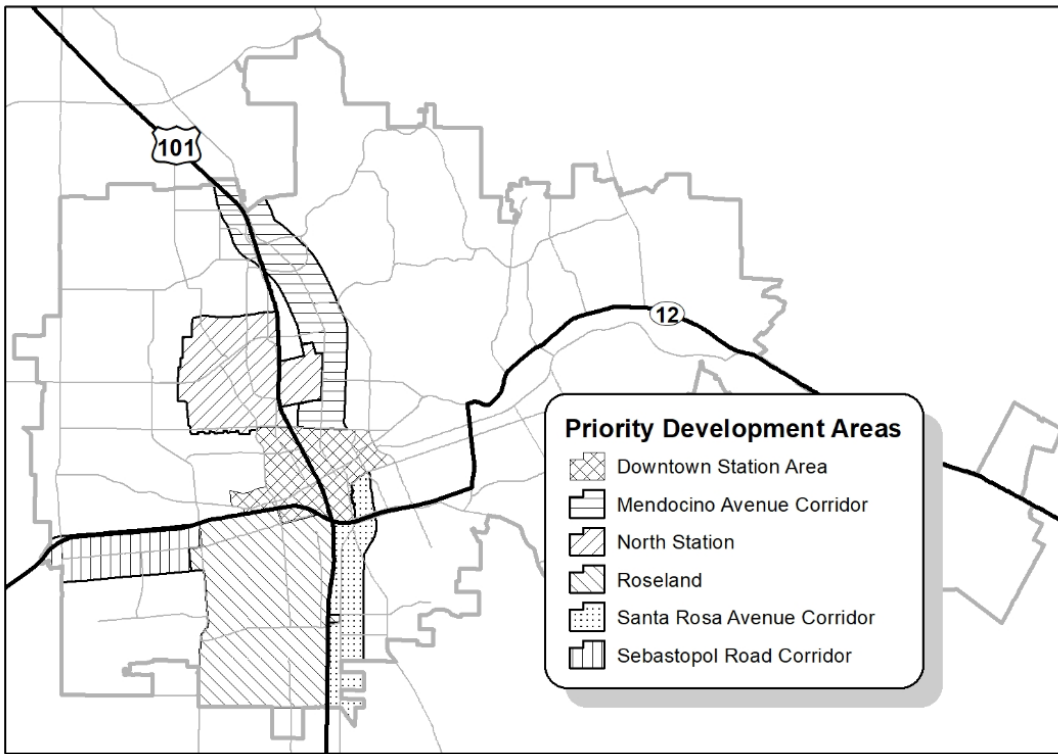 101
12
Priority Development Areas
Downtown Station Area
Mendocino Avenue Corridor
North Station
Roseland
Santa Rosa Avenue Corridor
Sebastopol Road Corridor